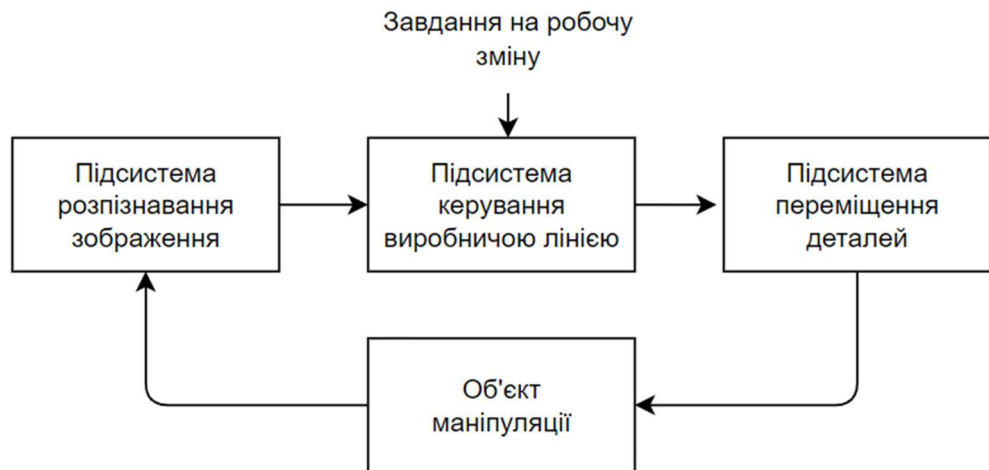 Завдання на робочу
зміну
Підсистема
розпізнавання
зображення
Підсистема
керування
виробничою лінією
Підсистема
переміщення
деталей
Об'єкт
маніпуляції